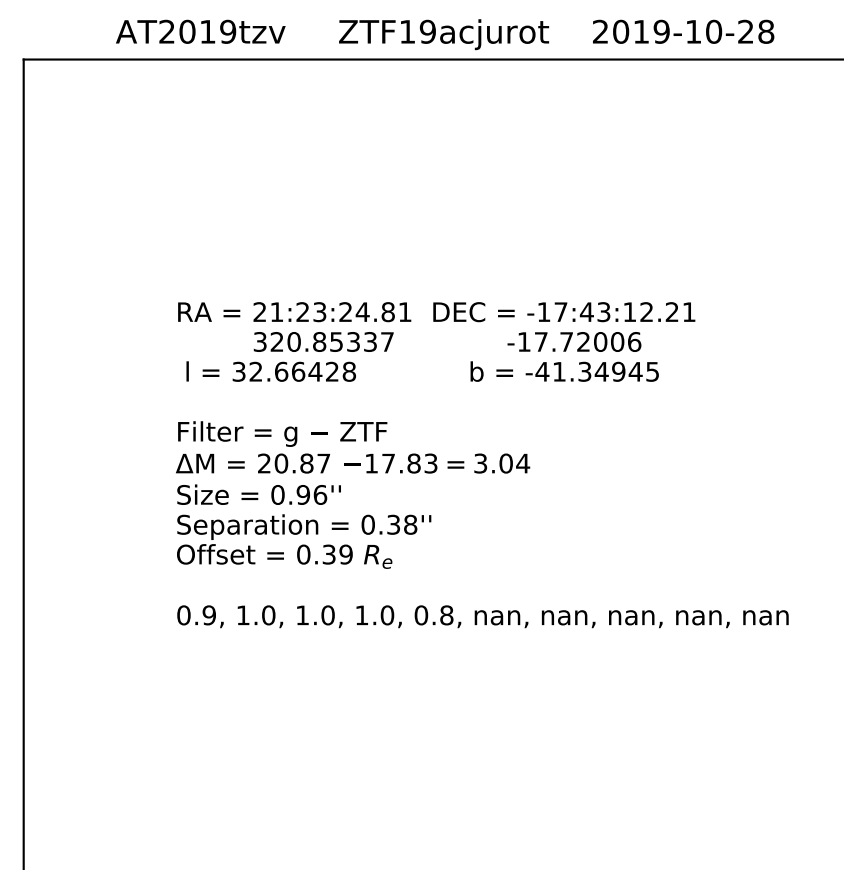 AT2019tzv ZTF19acjurot 2019-10-28
RA = 21:23:24.81 DEC = -17:43:12.21
320.85337 -17.72006
l = 32.66428 b = -41.34945
Filter = g − ZTF
ΔM = 20.87 −17.83 = 3.04
Size = 0.96''
Separation = 0.38''
Offset = 0.39 Rₑ
0.9, 1.0, 1.0, 1.0, 0.8, nan, nan, nan, nan, nan